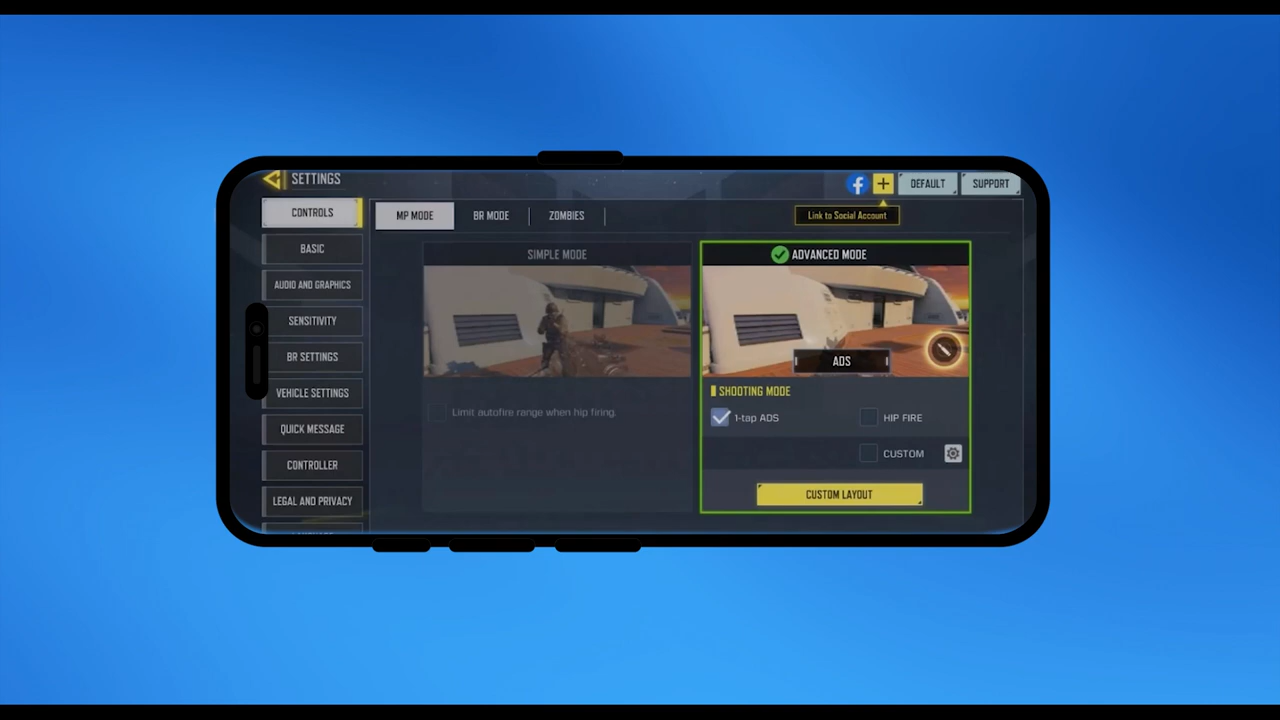 SETTINGS
DEFAULT
SUPPORT
Link to Social Account
CONTROLS
BASIC
AUDIO AND GRAPHICS
SENSITIVITY
BR SETTINGS
VEHICLE SETTINGS
QUICK MESSAGE
CONTROLLER
LEGAL AND PRIVACY
MP MODE
BR MODE
ZOMBIES
SIMPLE MODE
Limit autofire range when hip firing.
ADVANCED MODE
ADS
SHOOTING MODE
1-tap ADS
HIP FIRE
CUSTOM
CUSTOM LAYOUT